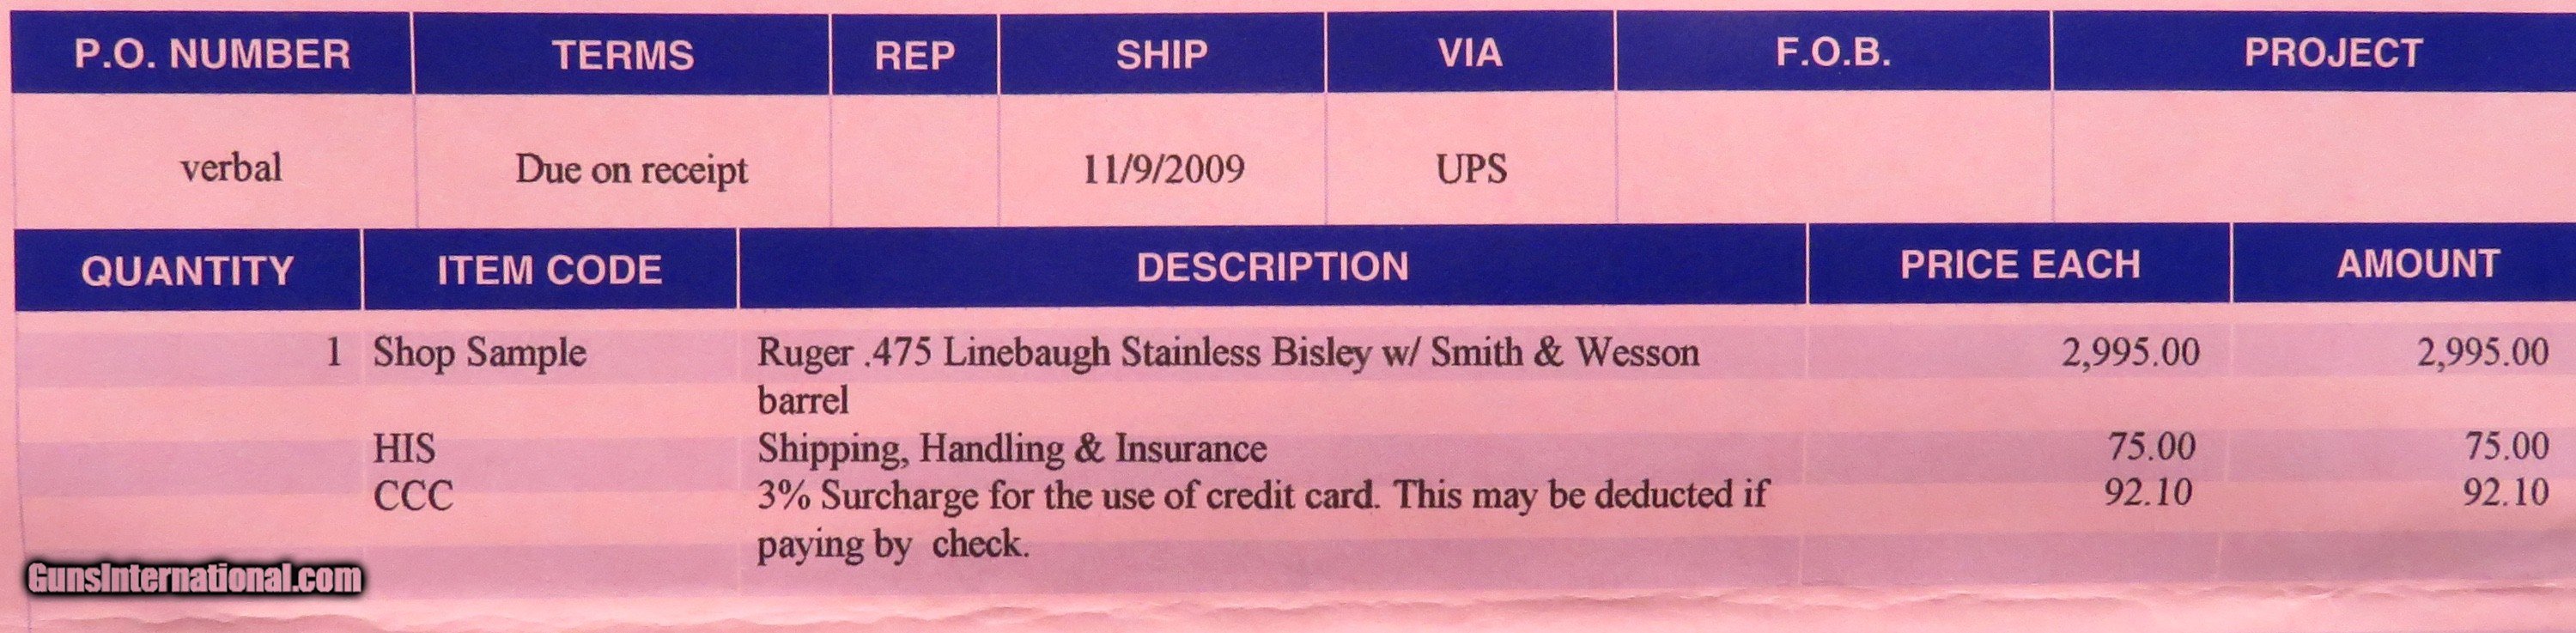 P.O. NUMBER TERMS REP SHIP VIA F.O.B. PROJECT
verbal Due on receipt 11/9/2009 UPS
QUANTITY ITEM CODE DESCRIPTION PRICE EACH AMOUNT
1 Shop Sample Ruger .475 Linebaugh Stainless Bisley w/ Smith & Wesson 2,995.00 2,995.00
barrel
HIS Shipping, Handling & Insurance 75.00 75.00
CCC 3% Surcharge for the use of credit card. This may be deducted if 92.10 92.10
paying by check.
GunsInternational.com